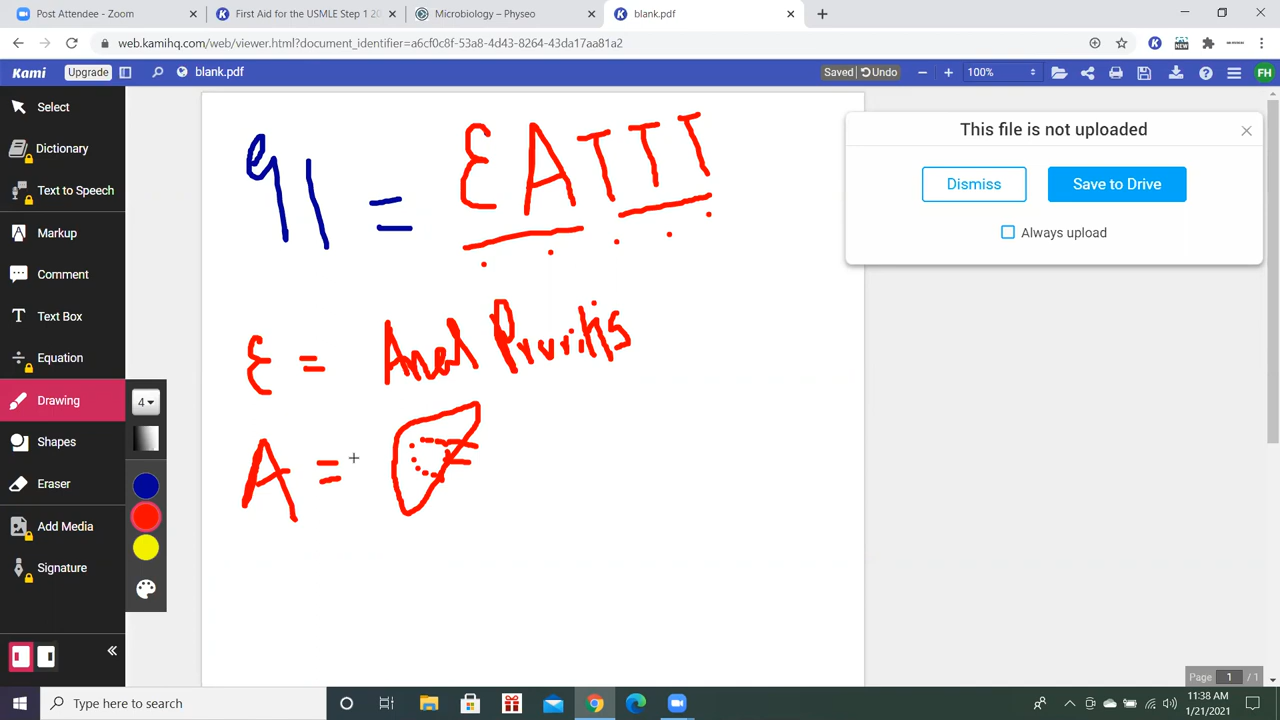 Post Attendee - Zoom
First Aid for the USMLE Step 1 20
Microbiology – Physeo
blank.pdf
web.kamihq.com/web/viewer.html?document_identifier=a6cf0c8f-53a8-4d43-8264-43da17aa81a2
Kami
Upgrade
blank.pdf
Saved
Undo
100%
FH
Select
Dictionary
Text to Speech
Markup
Comment
Text Box
Equation
Drawing
Shapes
Eraser
Add Media
Signature
4
This file is not uploaded
Dismiss
Save to Drive
Always upload
= EATTT
E = Anal Pruritis
A =
Page 1 / 1
Type here to search
11:38 AM
1/21/2021